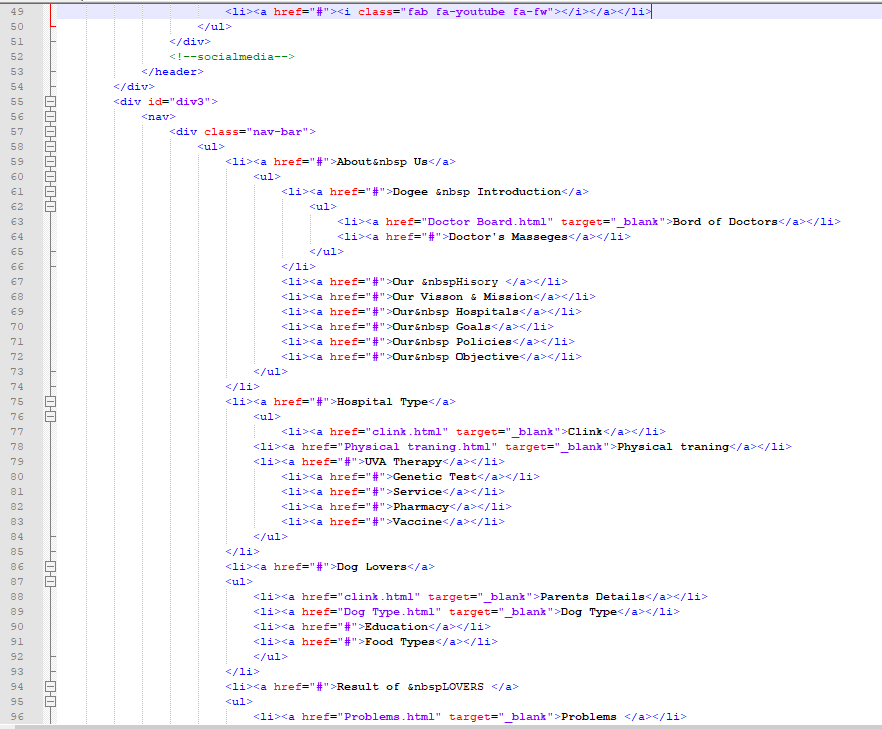 49 <li><a href="#"><i class="fab fa-youtube fa-fw"></i></a></li>
50 </ul>
51 </div>
52 <!--socialmedia-->
53 </header>
54 </div>
55 <div id="div3">
56 <nav>
57 <div class="nav-bar">
58 <ul>
59 <li><a href="#">About&nbsp Us</a>
60 <ul>
61 <li><a href="#">Dogee &nbsp Introduction</a>
62 <ul>
63 <li><a href="Doctor Board.html" target="_blank">Bord of Doctors</a></li>
64 <li><a href="#">Doctor's Masseges</a></li>
65 </ul>
66 </li>
67 <li><a href="#">Our &nbspHisory </a></li>
68 <li><a href="#">Our Visson & Mission</a></li>
69 <li><a href="#">Our&nbsp Hospitals</a></li>
70 <li><a href="#">Our&nbsp Goals</a></li>
71 <li><a href="#">Our&nbsp Policies</a></li>
72 <li><a href="#">Our&nbsp Objective</a></li>
73 </ul>
74 </li>
75 <li><a href="#">Hospital Type</a>
76 <ul>
77 <li><a href="clink.html" target="_blank">Clink</a></li>
78 <li><a href="Physical traning.html" target="_blank">Physical traning</a></li>
79 <li><a href="#">UVA Therapy</a></li>
80 <li><a href="#">Genetic Test</a></li>
81 <li><a href="#">Service</a></li>
82 <li><a href="#">Pharmacy</a></li>
83 <li><a href="#">Vaccine</a></li>
84 </ul>
85 </li>
86 <li><a href="#">Dog Lovers</a>
87 <ul>
88 <li><a href="clink.html" target="_blank">Parents Details</a></li>
89 <li><a href="Dog Type.html" target="_blank">Dog Type</a></li>
90 <li><a href="#">Education</a></li>
91 <li><a href="#">Food Types</a></li>
92 </ul>
93 </li>
94 <li><a href="#">Result of &nbspLOVERS </a>
95 <ul>
96 <li><a href="Problems.html" target="_blank">Problems </a></li>